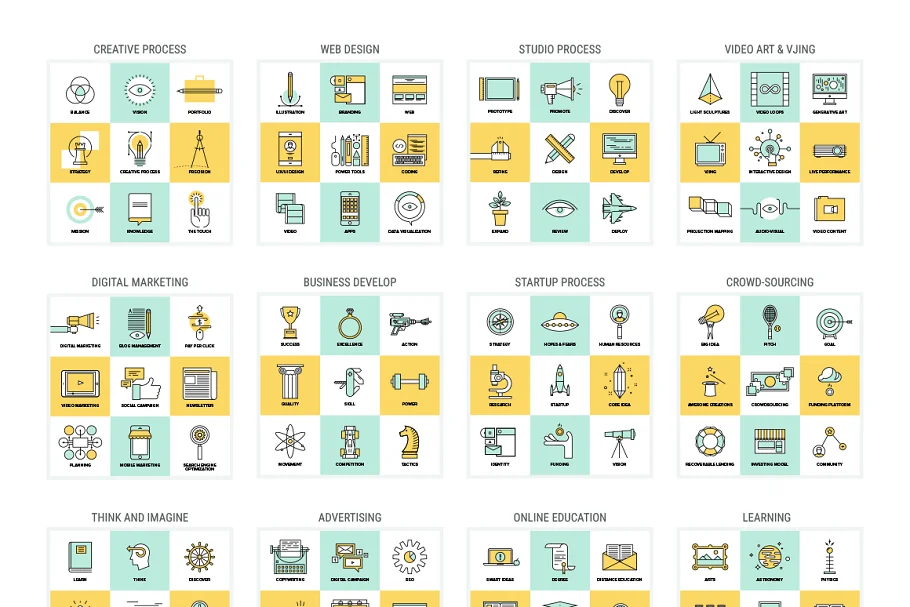 CREATIVE PROCESS
WEB DESIGN
STUDIO PROCESS
VIDEO ART & VJING
BALANCE
VISION
PORTFOLIO
ILLUSTRATION
BRANDING
WEB
PROTOTYPE
PROMOTE
DISCOVER
LIGHT SCULPTURES
VIDEO LOOPS
GENERATIVE ART
STRATEGY
CREATIVE PROCESS
PRECISION
UX/UI DESIGN
POWER TOOLS
CODING
REFINE
DESIGN
DEVELOP
VJING
INTERACTIVE DESIGN
LIVE PERFORMANCE
MISSION
KNOWLEDGE
THE TOUCH
VIDEO
APPS
DATA VISUALIZATION
EXPAND
REVIEW
DEPLOY
PROJECTION MAPPING
AUDIO-VISUAL
VIDEO CONTENT
DIGITAL MARKETING
BUSINESS DEVELOP
STARTUP PROCESS
CROWD-SOURCING
DIGITAL MARKETING
BLOG MANAGEMENT
PAY PER CLICK
SUCCESS
EXCELLENCE
ACTION
STRATEGY
HOPES & FEARS
HUMAN RESOURCES
BIG IDEA
PITCH
GOAL
VIDEO MARKETING
SOCIAL CAMPAIGN
NEWSLETTER
QUALITY
SKILL
POWER
RESEARCH
STARTUP
CORE IDEA
AWESOME CREATIONS
CROWDSOURCING
FUNDING PLATFORM
PLANNING
MOBILE MARKETING
SEARCH ENGINE
OPTIMIZATION
MOVEMENT
COMPETITION
TACTICS
IDENTITY
FUNDING
VISION
RECOVERABLE LENDING
INVESTING MODEL
COMMUNITY
THINK AND IMAGINE
ADVERTISING
ONLINE EDUCATION
LEARNING
LEARN
THINK
DISCOVER
COPYWRITING
DIGITAL CAMPAIGN
SEO
SMART IDEAS
DEGREE
DISTANCE EDUCATION
ARTS
ASTRONOMY
PHYSICS